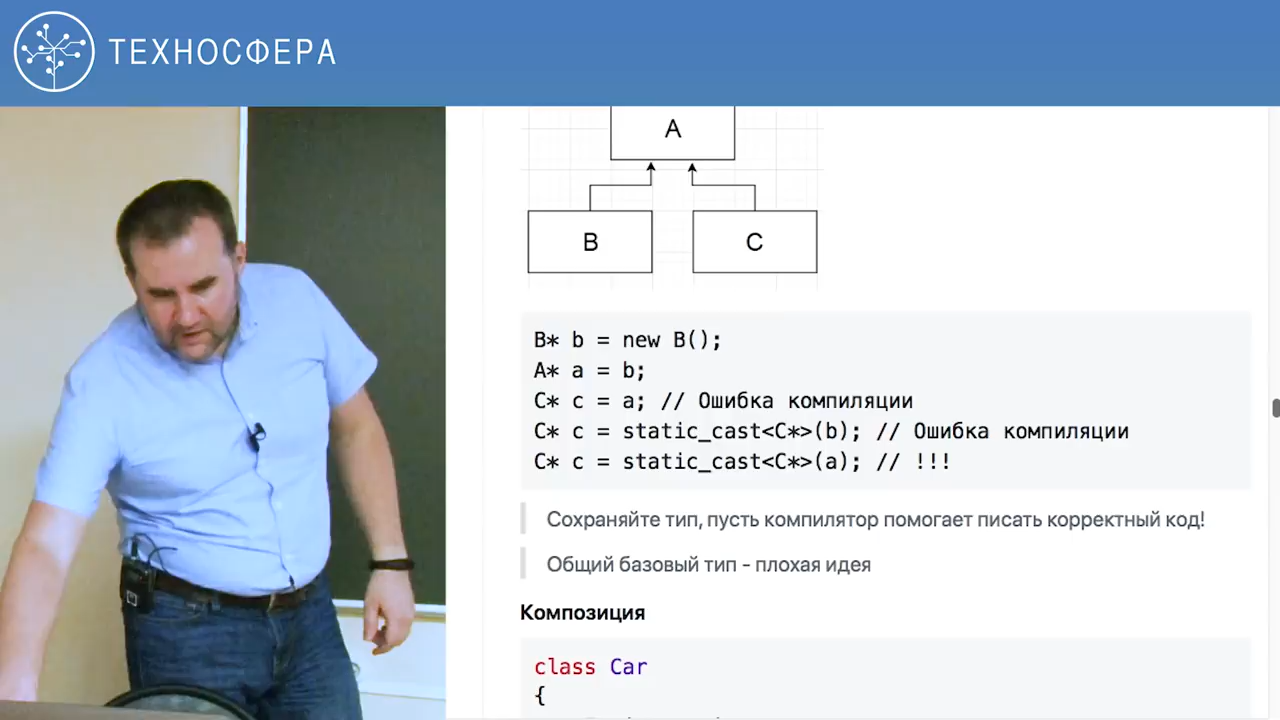 ТЕХНОСФЕРА
A
B
C
B* b = new B();
A* a = b;
C* c = a; // Ошибка компиляции
C* c = static_cast<C*>(b); // Ошибка компиляции
C* c = static_cast<C*>(a); // !!!
Сохраняйте тип, пусть компилятор помогает писать корректный код!
Общий базовый тип - плохая идея
Композиция
class Car
{